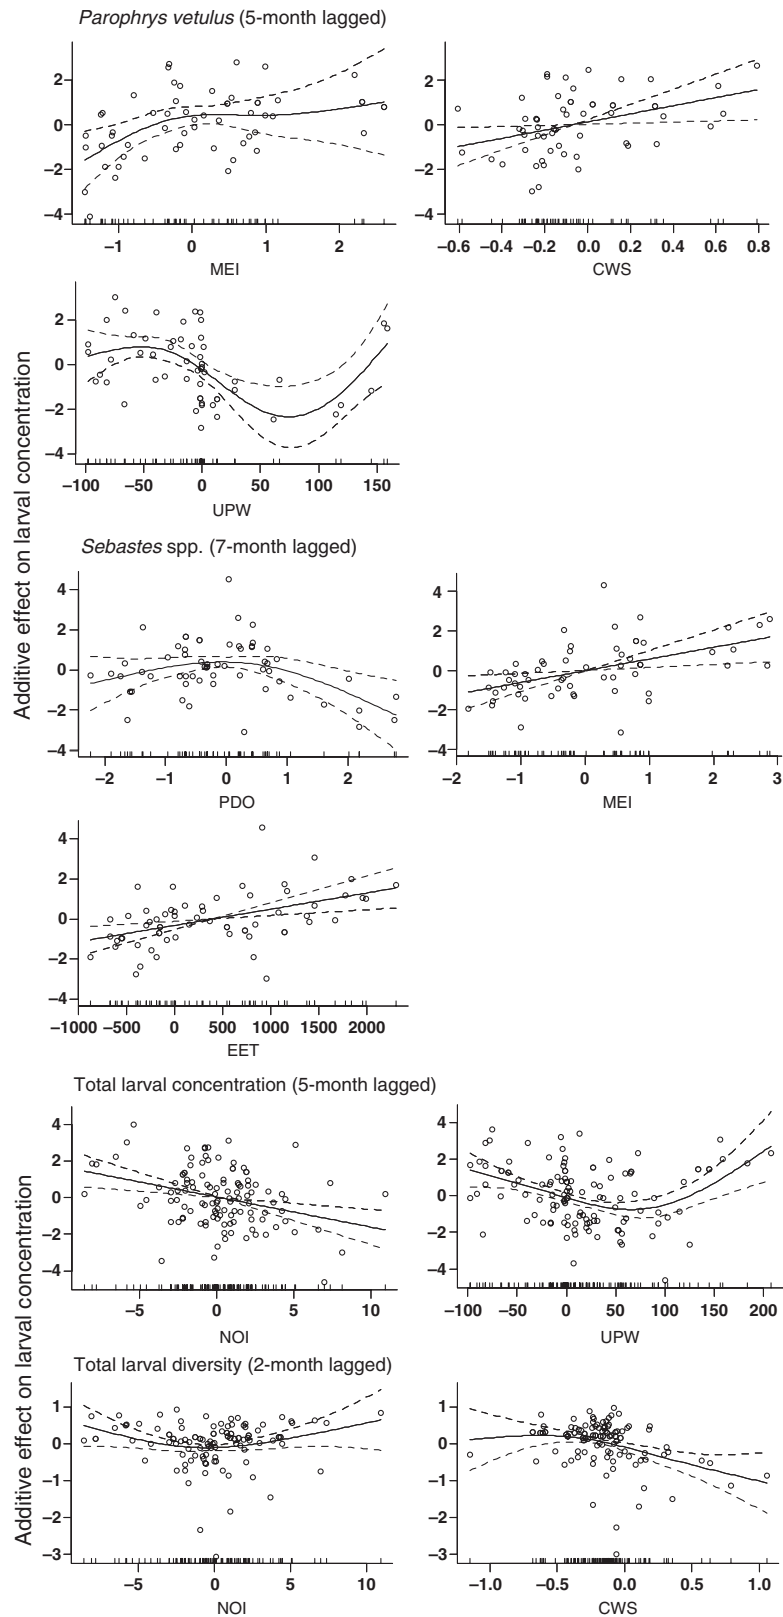 Parophrys vetulus (5-month lagged)
2
0
−2
−4
−1 0 1 2
MEI
2
0
−2
−4
−0.6 −0.4 −0.2 0.0 0.2 0.4 0.6 0.8
CWS
2
0
−2
−4
−100 −50 0 50 100 150
UPW
Additive effect on larval concentration
Sebastes spp. (7-month lagged)
4
2
0
−2
−4
−2 −1 0 1 2
PDO
4
2
0
−2
−4
−2 −1 0 1 2 3
MEI
4
2
0
−2
−4
−1000 −500 0 500 1000 1500 2000
EET
Total larval concentration (5-month lagged)
4
2
0
−2
−4
−5 0 5 10
NOI
4
2
0
−2
−4
−100 −50 0 50 100 150 200
UPW
Additive effect on larval concentration
Total larval diversity (2-month lagged)
1
0
−1
−2
−3
−5 0 5 10
NOI
1
0
−1
−2
−3
−1.0 −0.5 0.0 0.5 1.0
CWS